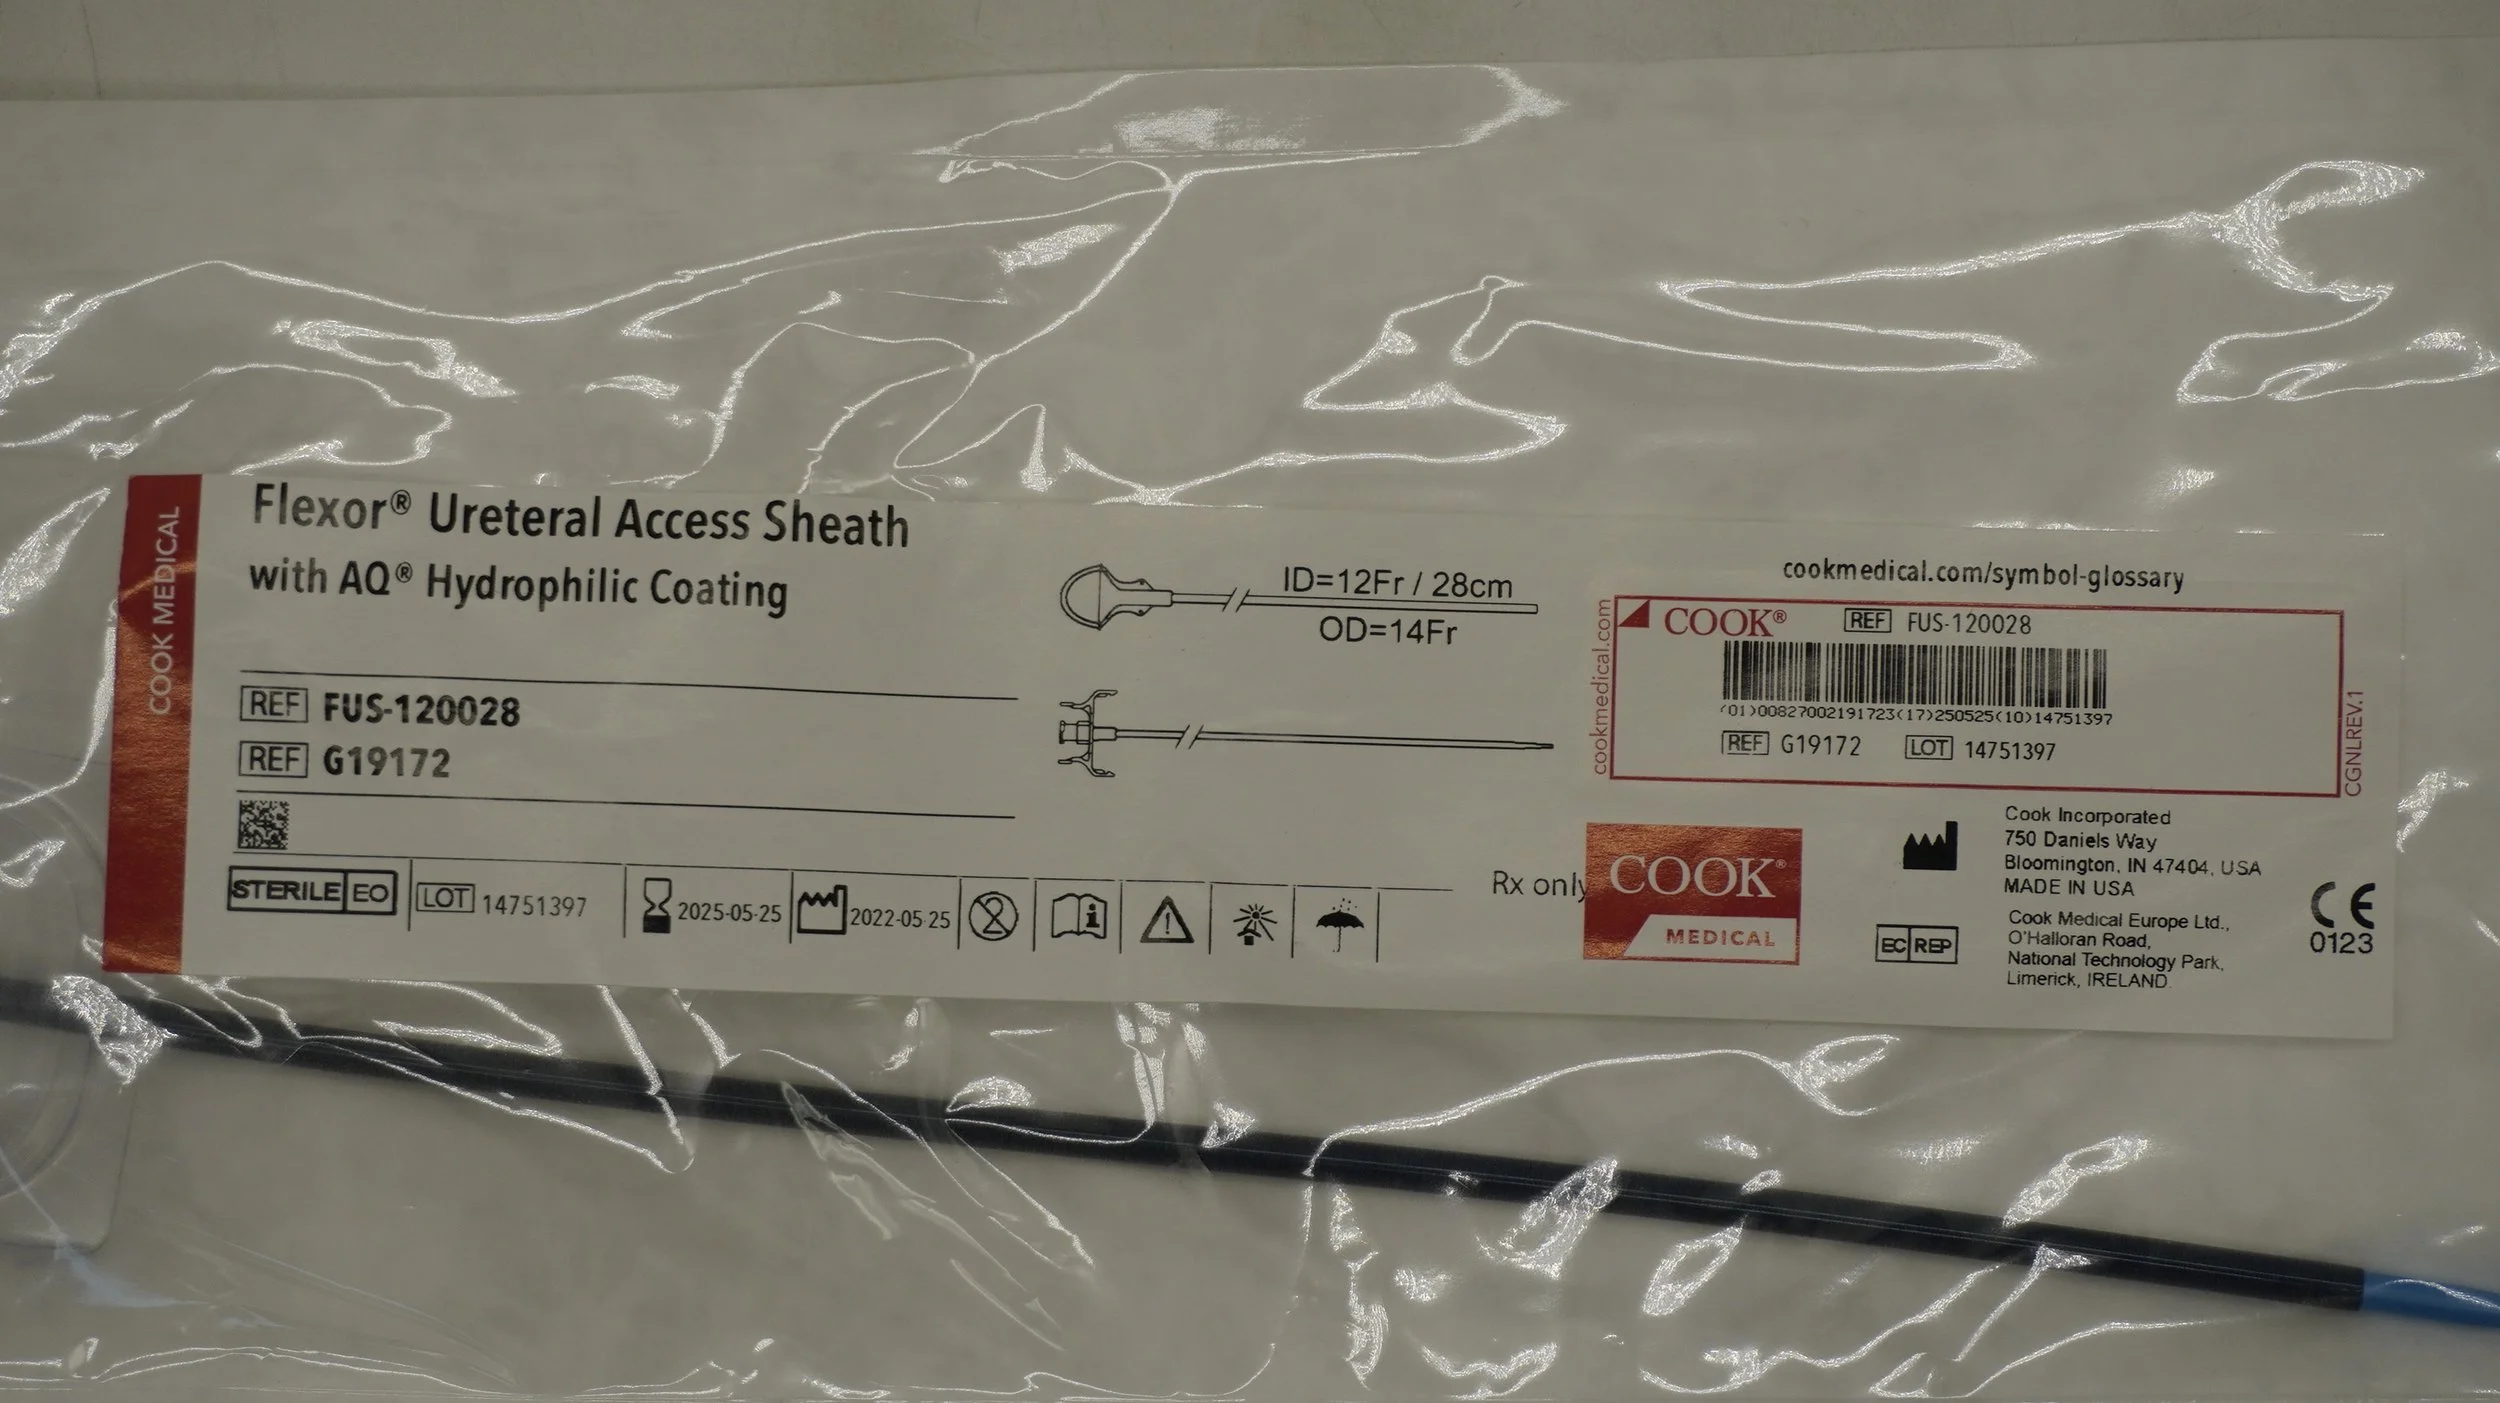 COOK MEDICAL
Flexor® Ureteral Access Sheath
with AQ® Hydrophilic Coating
REF FUS-120028
REF G19172
STERILE EO
LOT 14751397
2025-05-25
2022-05-25
2
i
!
ID=12Fr / 28cm
OD=14Fr
Rx only
cookmedical.com/symbol-glossary
cookmedical.com
COOK® REF FUS-120028
(01)00827002191723(17)250525(10)14751397
REF G19172 LOT 14751397
CGNLREV.1
COOK®
MEDICAL
Cook Incorporated
750 Daniels Way
Bloomington, IN 47404, USA
MADE IN USA
EC REP
Cook Medical Europe Ltd.,
O'Halloran Road,
National Technology Park,
Limerick, IRELAND.
CE
0123